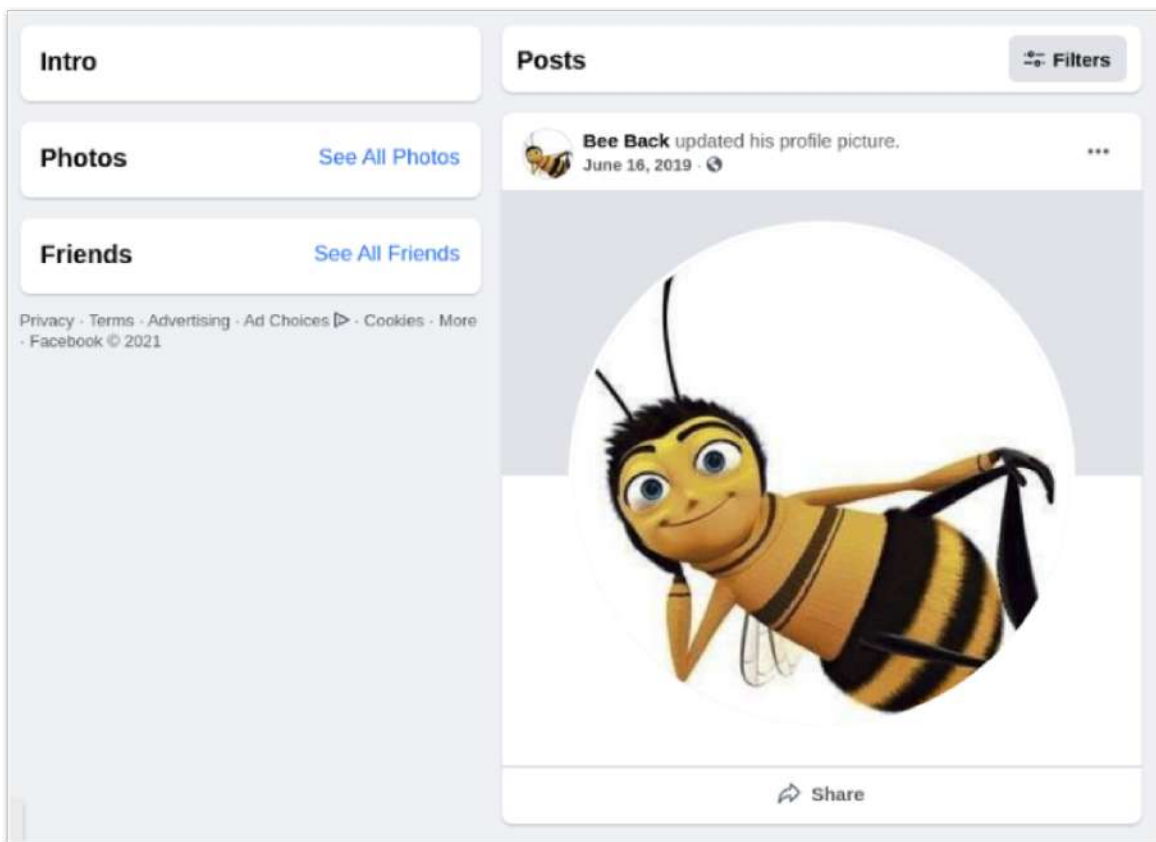 Intro
Photos See All Photos
Friends See All Friends
Privacy · Terms · Advertising · Ad Choices · Cookies · More
· Facebook © 2021
Posts Filters
Bee Back updated his profile picture.
June 16, 2019 ·
Share